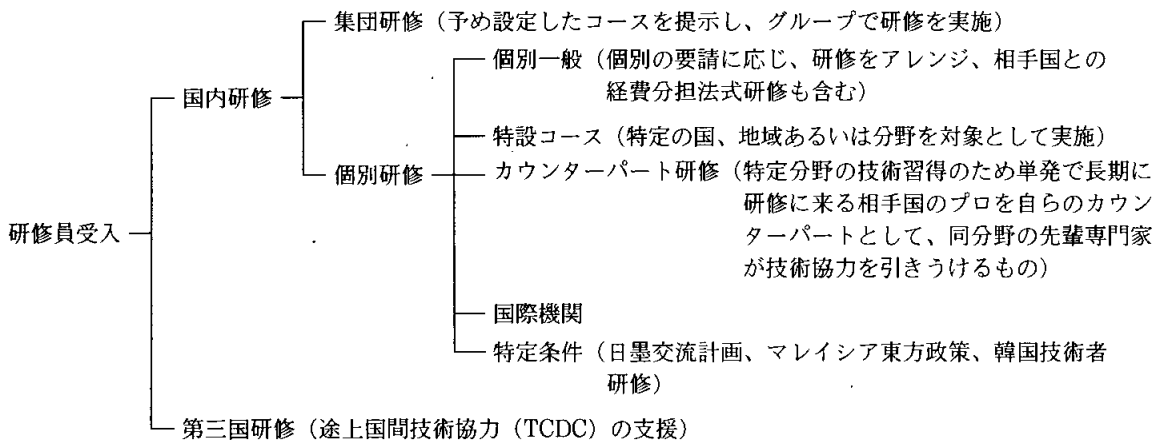 集団研修（予め設定したコースを提示し、グループで研修を実施）
個別一般（個別の要請に応じ、研修をアレンジ、相手国との
経費分担法式研修も含む）
国内研修
特設コース（特定の国、地域あるいは分野を対象として実施）
個別研修
カウンターパート研修（特定分野の技術習得のため単発で長期に
研修に来る相手国のプロを自らのカウン
ターパートとして、同分野の先輩専門家
が技術協力を引きうけるもの）
研修員受入
国際機関
特定条件（日墨交流計画、マレイシア東方政策、韓国技術者
研修）
第三国研修（途上国間技術協力（TCDC）の支援）